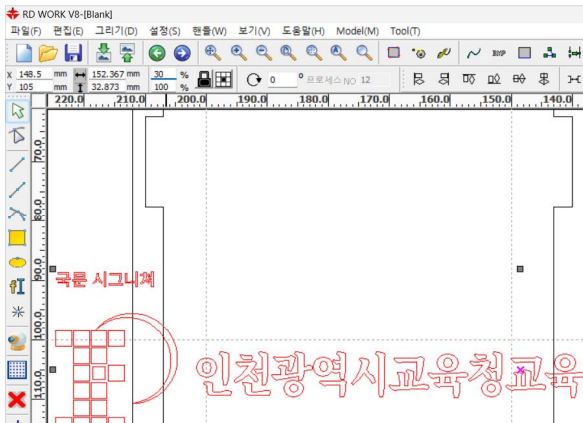 RD WORK V8-[Blank]
파일(F) 편집(E) 그리기(D) 설정(S) 핸들(W) 보기(V) 도움말(H) Model(M) Tool(T)
BMP
X 148.5 mm 152.367 mm 30 %
Y 105 mm 32.873 mm 100 %
0 ° 프로세스 NO 12
220.0 210.0 200.0 190.0 180.0 170.0 160.0 150.0 140.0
70.0
80.0
90.0
국문 시그니쳐
100.0
인천광역시교육청교육
110.0